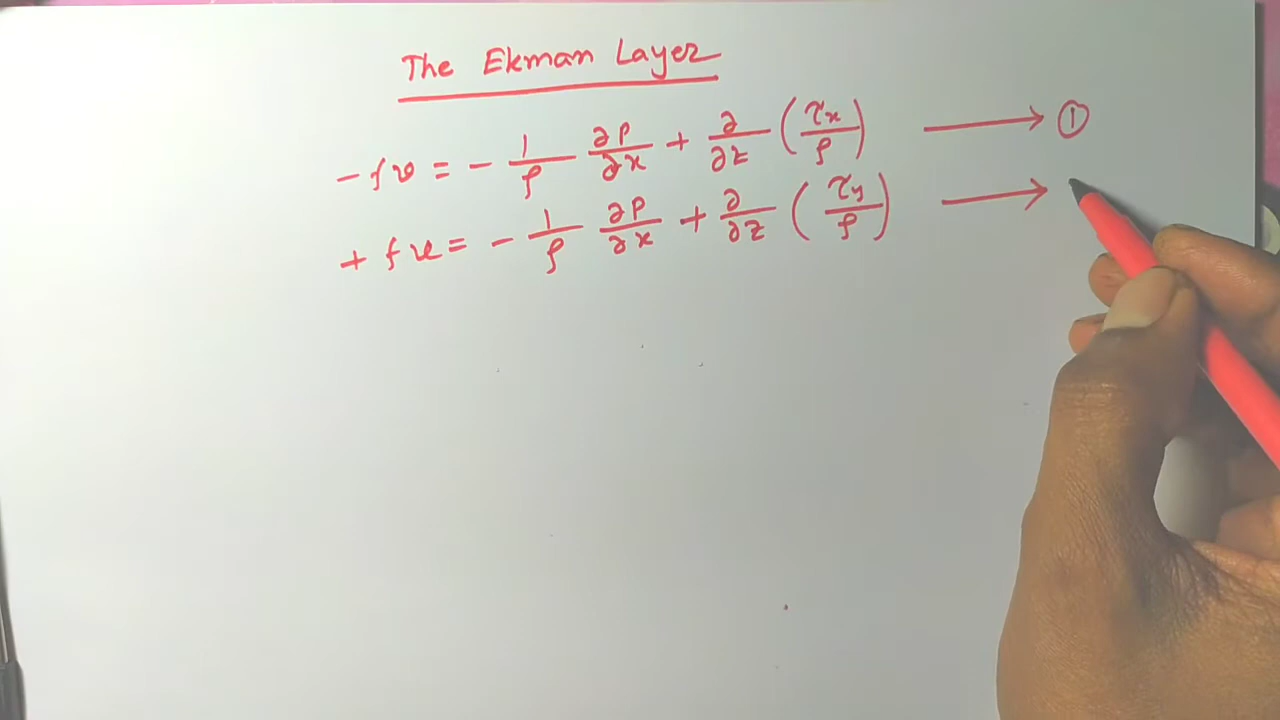 The Ekman Layer
-fv = - 1/ρ ∂P/∂x + ∂/∂z (τx/ρ) → ①
+fu = - 1/ρ ∂P/∂x + ∂/∂z (τy/ρ) →